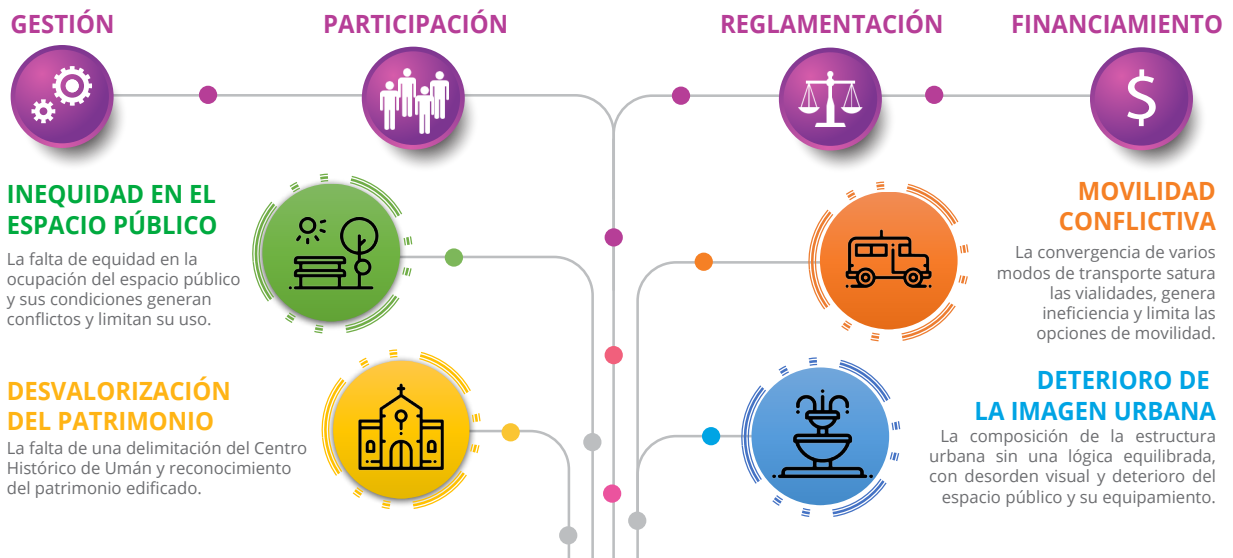 GESTIÓN
PARTICIPACIÓN
REGLAMENTACIÓN
FINANCIAMIENTO
$
INEQUIDAD EN EL
ESPACIO PÚBLICO
La falta de equidad en la
ocupación del espacio público
y sus condiciones generan
conflictos y limitan su uso.
MOVILIDAD
CONFLICTIVA
La convergencia de varios
modos de transporte satura
las vialidades, genera
ineficiencia y limita las
opciones de movilidad.
DESVALORIZACIÓN
DEL PATRIMONIO
La falta de una delimitación del Centro
Histórico de Umán y reconocimiento
del patrimonio edificado.
DETERIORO DE
LA IMAGEN URBANA
La composición de la estructura
urbana sin una lógica equilibrada,
con desorden visual y deterioro del
espacio público y su equipamiento.